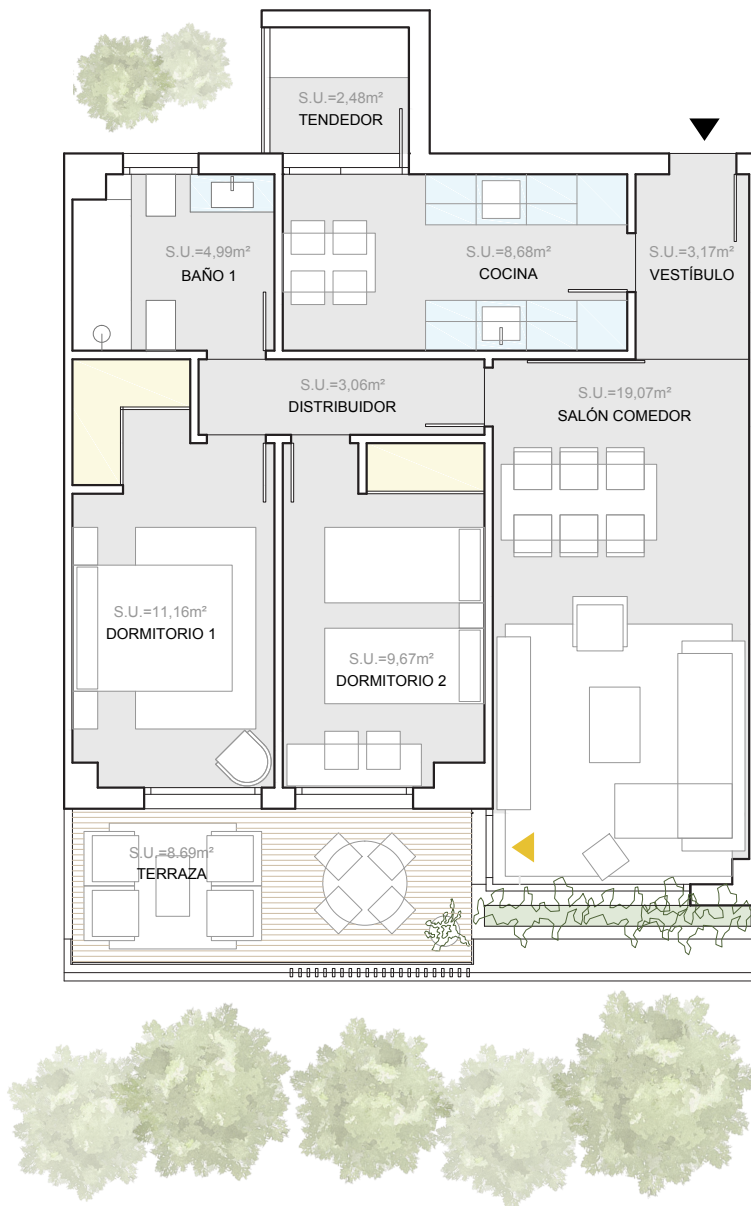 S.U.=2,48m²
TENDEDOR
S.U.=4,99m²
BAÑO 1
S.U.=8,68m²
COCINA
S.U.=3,17m²
VESTÍBULO
S.U.=3,06m²
DISTRIBUIDOR
S.U.=19,07m²
SALÓN COMEDOR
S.U.=11,16m²
DORMITORIO 1
S.U.=9,67m²
DORMITORIO 2
S.U.=8.69m²
TERRAZA